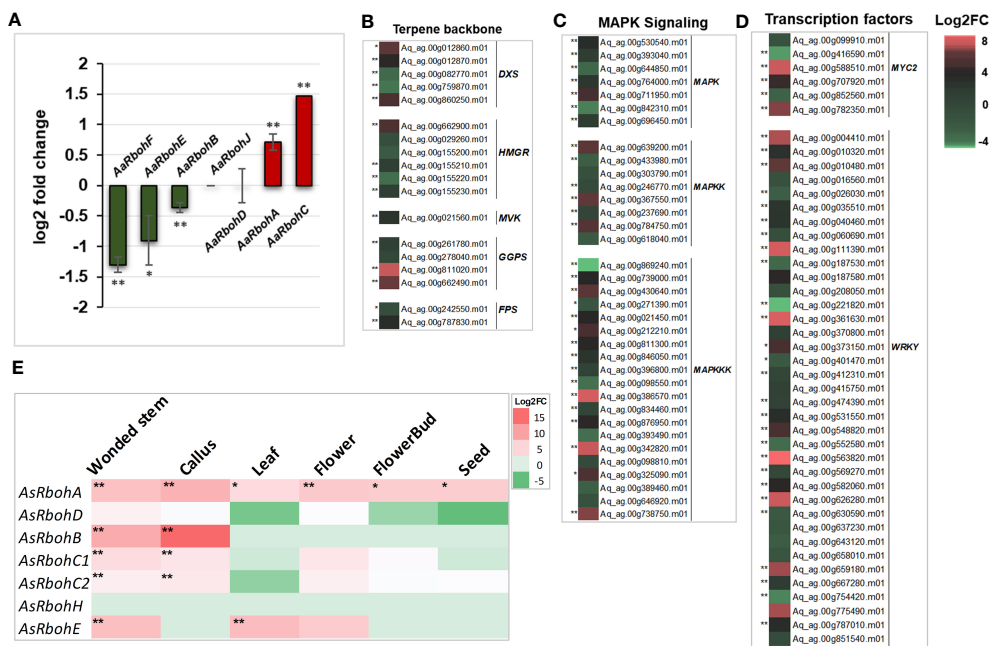 A
log2 fold change
2
1.5
1
0.5
0
-0.5
-1
-1.5
-2
AaRbohF
AaRbohE
AaRbohB
AaRbohJ
AaRbohD
AaRbohA
AaRbohC
**
*
**
**
**
B
Terpene backbone
* Aq_ag.00g012860.m01
** Aq_ag.00g012870.m01
** Aq_ag.00g082770.m01
** Aq_ag.00g759870.m01
** Aq_ag.00g860250.m01
DXS
** Aq_ag.00g662900.m01
Aq_ag.00g029260.m01
Aq_ag.00g155200.m01
** Aq_ag.00g155210.m01
** Aq_ag.00g155220.m01
** Aq_ag.00g155230.m01
HMGR
** Aq_ag.00g021560.m01
MVK
** Aq_ag.00g261780.m01
Aq_ag.00g278040.m01
** Aq_ag.00g811020.m01
** Aq_ag.00g662490.m01
GGPS
* Aq_ag.00g242550.m01
** Aq_ag.00g787830.m01
FPS
C
MAPK Signaling
** Aq_ag.00g530540.m01
** Aq_ag.00g393040.m01
** Aq_ag.00g644850.m01
** Aq_ag.00g764000.m01
** Aq_ag.00g711950.m01
** Aq_ag.00g842310.m01
** Aq_ag.00g696450.m01
MAPK
** Aq_ag.00g639200.m01
** Aq_ag.00g433980.m01
Aq_ag.00g303790.m01
** Aq_ag.00g246770.m01
** Aq_ag.00g367550.m01
** Aq_ag.00g237690.m01
** Aq_ag.00g784750.m01
Aq_ag.00g618040.m01
MAPKK
** Aq_ag.00g869240.m01
** Aq_ag.00g739000.m01
** Aq_ag.00g430640.m01
* Aq_ag.00g271390.m01
** Aq_ag.00g021450.m01
* Aq_ag.00g212210.m01
** Aq_ag.00g811300.m01
** Aq_ag.00g846050.m01
** Aq_ag.00g396800.m01
** Aq_ag.00g098550.m01
** Aq_ag.00g386570.m01
** Aq_ag.00g834460.m01
** Aq_ag.00g876950.m01
Aq_ag.00g393490.m01
** Aq_ag.00g342820.m01
Aq_ag.00g098810.m01
* Aq_ag.00g325090.m01
Aq_ag.00g389460.m01
Aq_ag.00g646920.m01
** Aq_ag.00g738750.m01
MAPKKK
D
Transcription factors
Aq_ag.00g099910.m01
** Aq_ag.00g416590.m01
** Aq_ag.00g588510.m01
** Aq_ag.00g707920.m01
** Aq_ag.00g852560.m01
** Aq_ag.00g782350.m01
MYC2
** Aq_ag.00g004410.m01
** Aq_ag.00g010320.m01
** Aq_ag.00g010480.m01
Aq_ag.00g016560.m01
** Aq_ag.00g026030.m01
** Aq_ag.00g035510.m01
** Aq_ag.00g040460.m01
** Aq_ag.00g060690.m01
** Aq_ag.00g111390.m01
** Aq_ag.00g187530.m01
Aq_ag.00g187580.m01
Aq_ag.00g208050.m01
** Aq_ag.00g221820.m01
** Aq_ag.00g361630.m01
Aq_ag.00g370800.m01
* Aq_ag.00g373150.m01
* Aq_ag.00g401470.m01
** Aq_ag.00g412310.m01
Aq_ag.00g415750.m01
** Aq_ag.00g474390.m01
** Aq_ag.00g531550.m01
** Aq_ag.00g548820.m01
** Aq_ag.00g552580.m01
** Aq_ag.00g563820.m01
** Aq_ag.00g569270.m01
** Aq_ag.00g582060.m01
** Aq_ag.00g626280.m01
** Aq_ag.00g630590.m01
Aq_ag.00g637230.m01
Aq_ag.00g643120.m01
Aq_ag.00g658010.m01
** Aq_ag.00g659180.m01
** Aq_ag.00g667280.m01
** Aq_ag.00g754420.m01
Aq_ag.00g775490.m01
** Aq_ag.00g787010.m01
Aq_ag.00g851540.m01
WRKY
Log2FC
8
4
0
-4
E
Wonded stem
Callus
Leaf
Flower
FlowerBud
Seed
AsRbohA ** ** * ** * *
AsRbohD
AsRbohB ** **
AsRbohC1 ** **
AsRbohC2 ** **
AsRbohH
AsRbohE ** **
Log2FC
15
10
5
0
-5